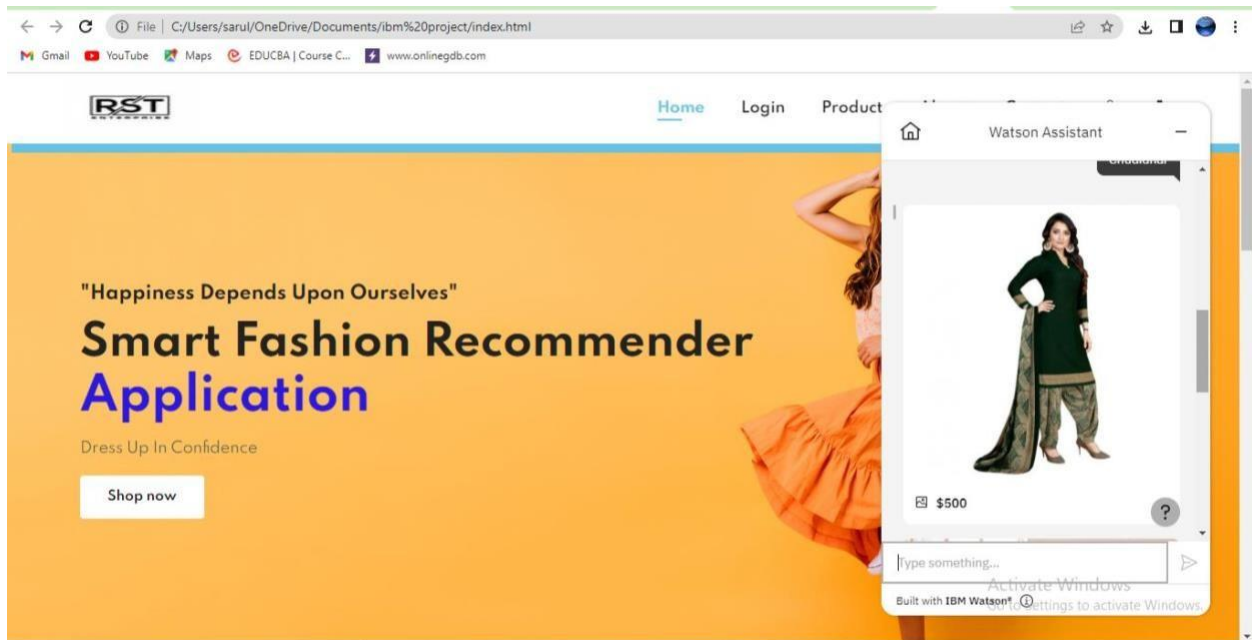 File | C:/Users/sarul/OneDrive/Documents/ibm%20project/index.html
Gmail YouTube Maps EDUCBA | Course C... www.onlinegdb.com
RST
ENTERPRISE
Home Login Product
Watson Assistant
"Happiness Depends Upon Ourselves"
Smart Fashion Recommender
Application
Dress Up In Confidence
Shop now
$500
?
Type something...
Activate Windows
Built with IBM Watson®
Go to Settings to activate Windows.